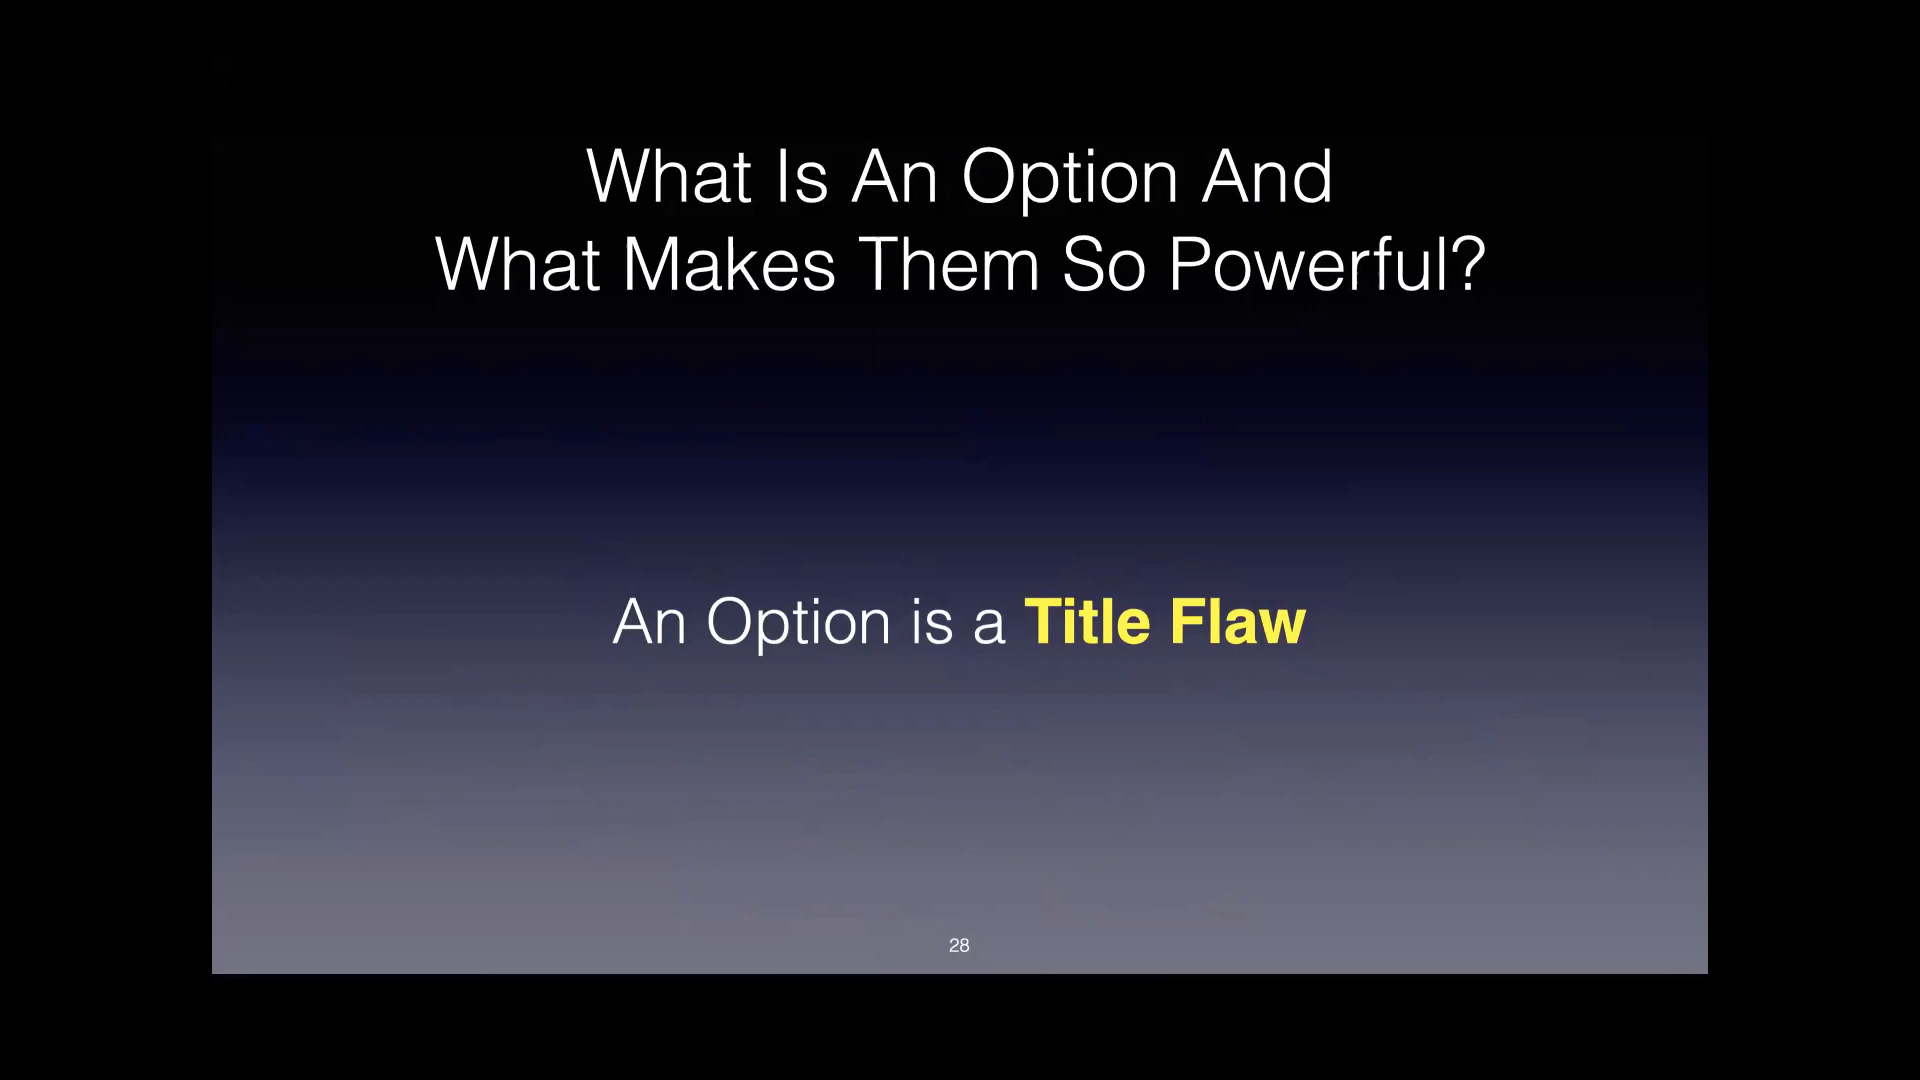 What Is An Option And
What Makes Them So Powerful?
An Option is a Title Flaw
28